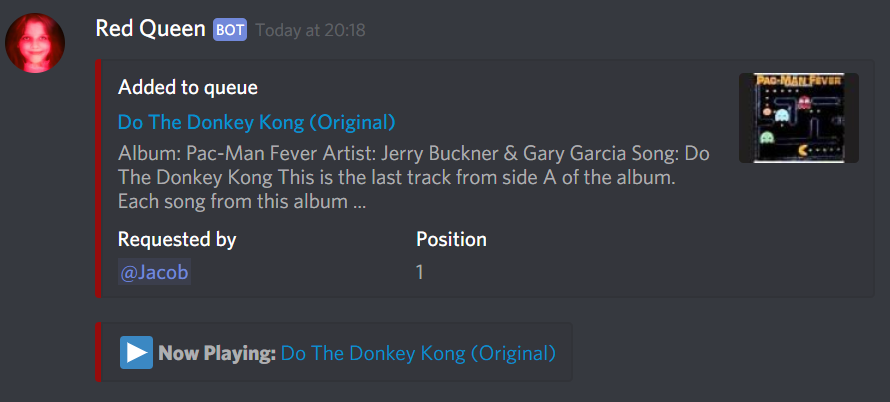 Red Queen BOT Today at 20:18
Added to queue
PAC-MAN FEVER
Do The Donkey Kong (Original)
Album: Pac-Man Fever Artist: Jerry Buckner & Gary Garcia Song: Do
The Donkey Kong This is the last track from side A of the album.
Each song from this album ...
Requested by Position
@Jacob 1
Now Playing: Do The Donkey Kong (Original)